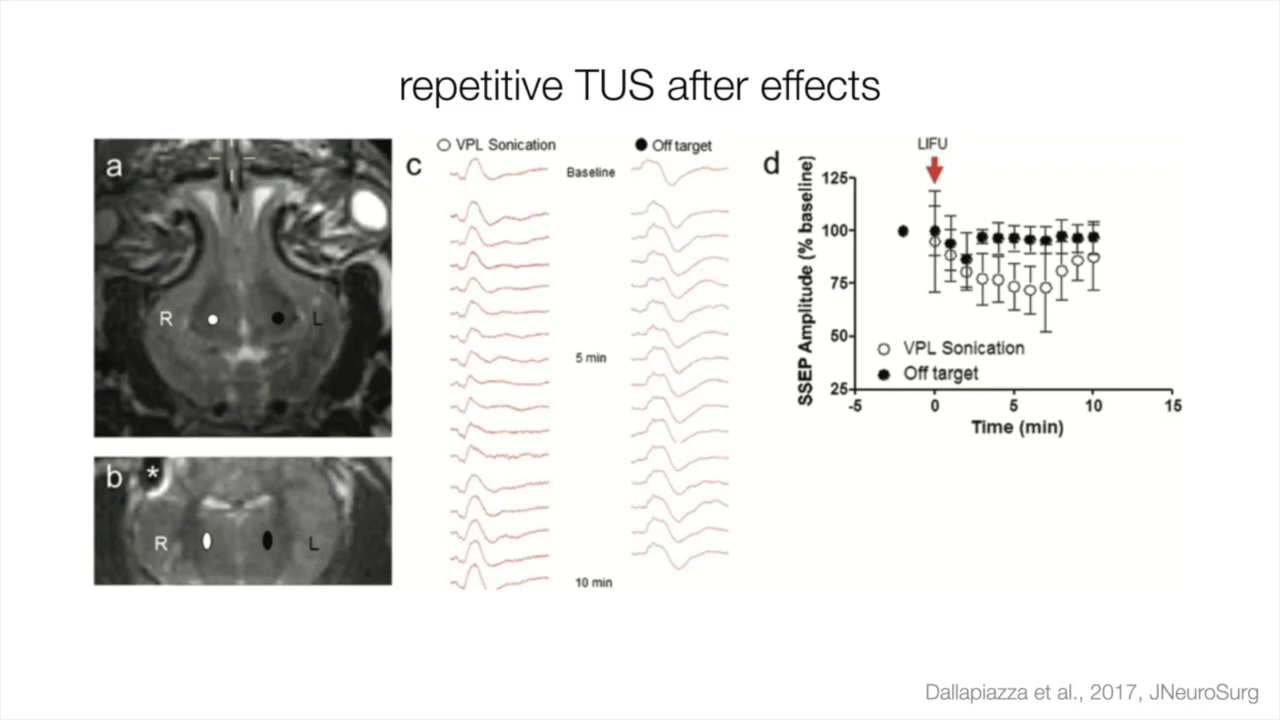 repetitive TUS after effects
a
R
L
b
*
R
L
c
VPL Sonication
Off target
Baseline
5 min
10 min
d
LIFU
SSEP Amplitude (% baseline)
125
100
75
50
25
VPL Sonication
Off target
-5
0
5
10
15
Time (min)
Dallapiazza et al., 2017, JNeuroSurg